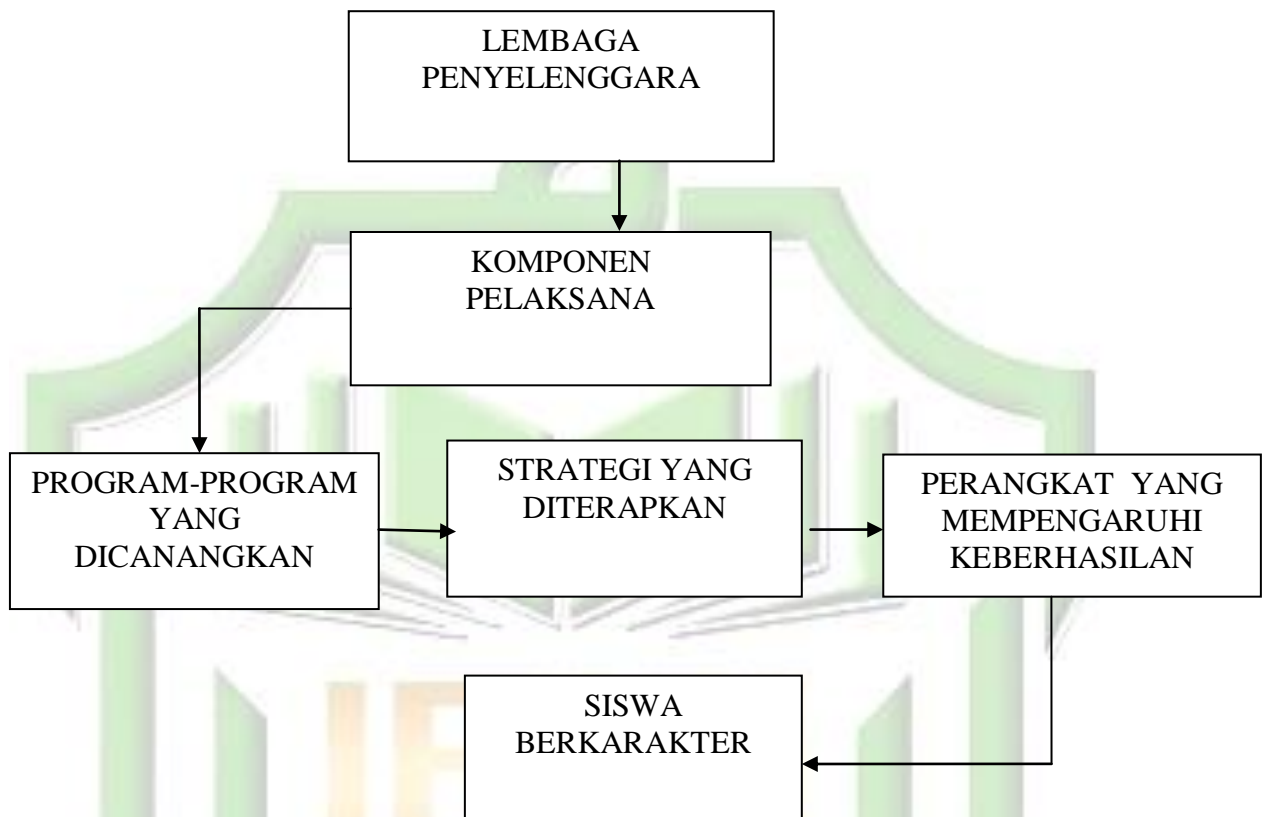 LEMBAGA
PENYELENGGARA
KOMPONEN
PELAKSANA
PROGRAM-PROGRAM
YANG
DICANANGKAN
STRATEGI YANG
DITERAPKAN
PERANGKAT YANG
MEMPENGARUHI
KEBERHASILAN
SISWA
BERKARAKTER